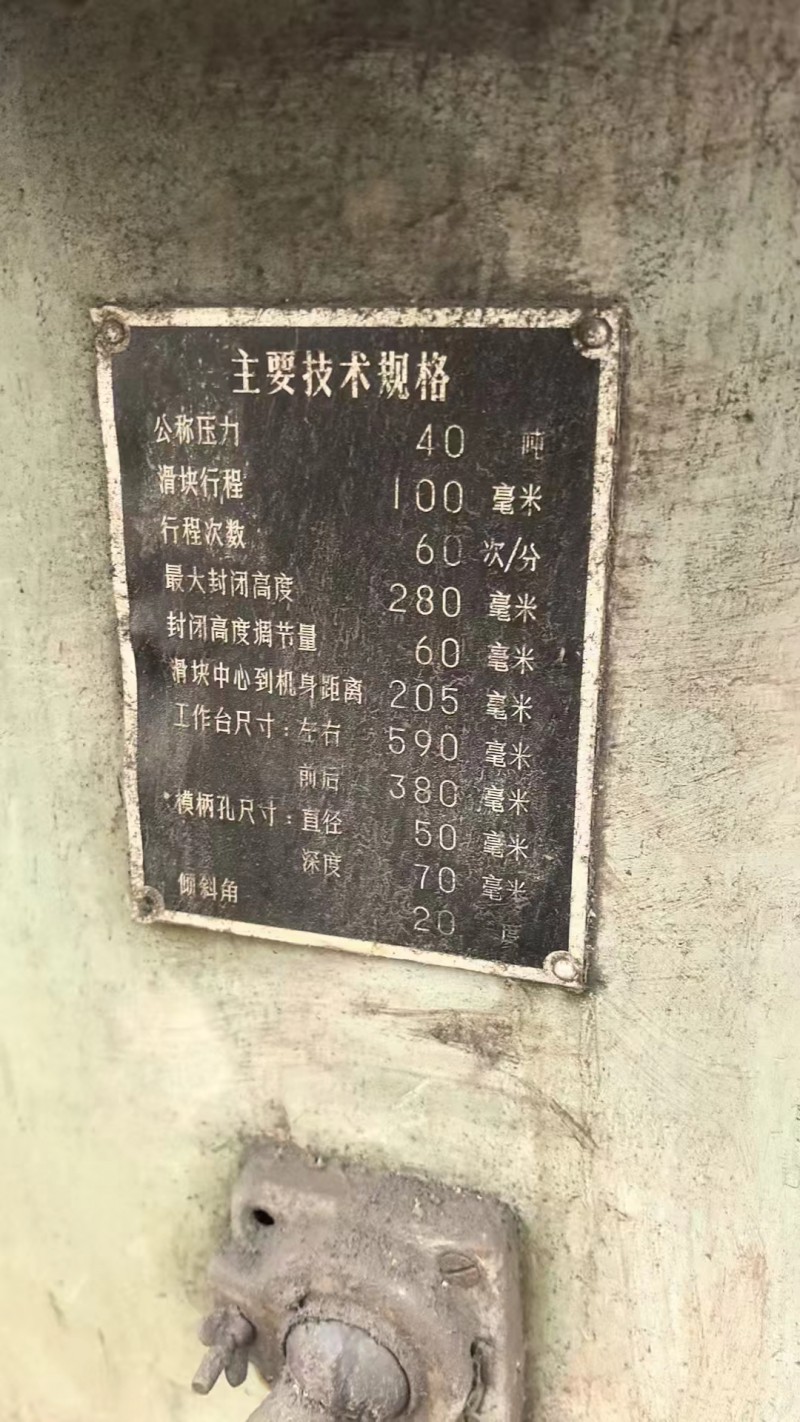 主要技术规格
公称压力 40 吨
滑块行程 100 毫米
行程次数 60 次/分
最大封闭高度 280 毫米
封闭高度调节量 60 毫米
滑块中心到机身距离 205 毫米
工作台尺寸：左右 590 毫米
前后 380 毫米
模柄孔尺寸：直径 50 毫米
深度 70 毫米
倾斜角 20 度